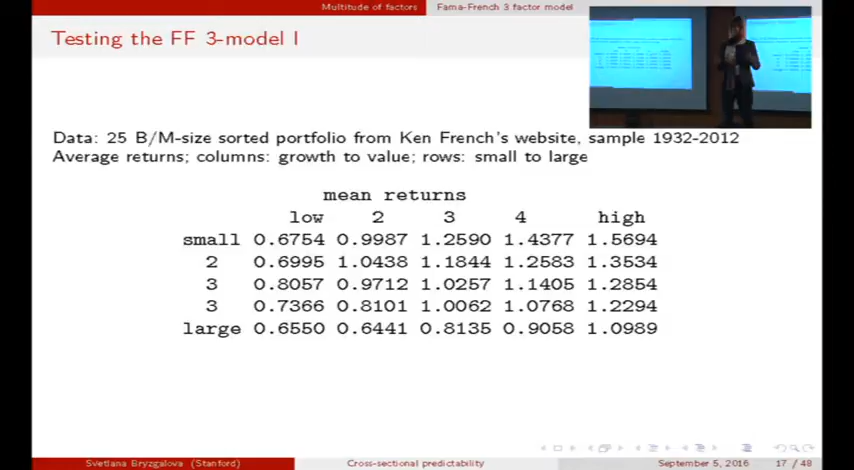 Multitude of factors Fama-French 3 factor model
Testing the FF 3-model I
Data: 25 B/M-size sorted portfolio from Ken French's website, sample 1932-2012
Average returns; columns: growth to value; rows: small to large
mean returns
low 2 3 4 high
small 0.6754 0.9987 1.2590 1.4377 1.5694
2 0.6995 1.0438 1.1844 1.2583 1.3534
3 0.8057 0.9712 1.0257 1.1405 1.2854
3 0.7366 0.8101 1.0062 1.0768 1.2294
large 0.6550 0.6441 0.8135 0.9058 1.0989
Svetlana Bryzgalova (Stanford) Cross-sectional predictability September 5, 2016 17 / 48